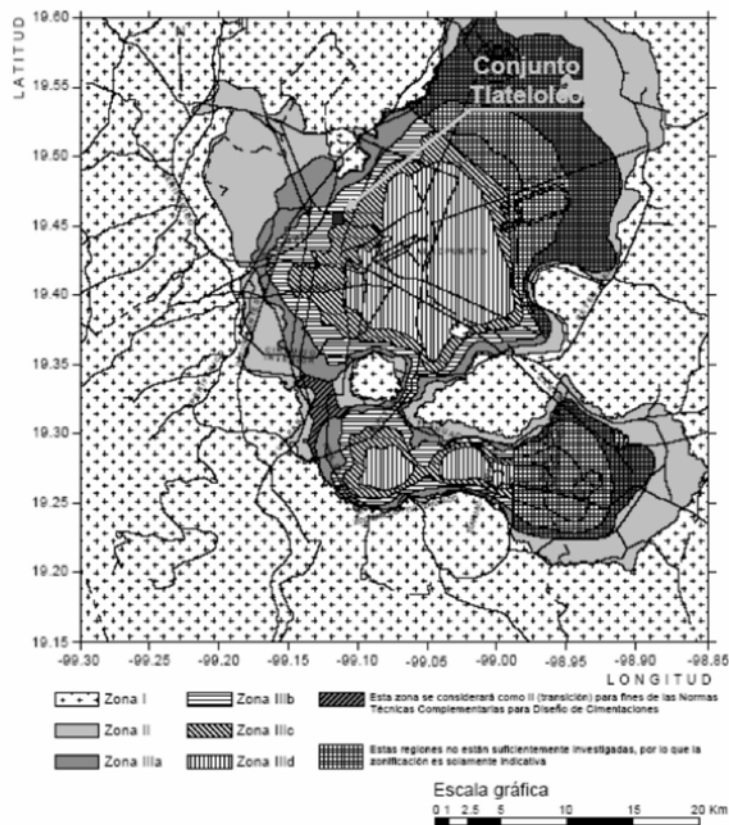 LATITUD
19.60
19.55
19.50
19.45
19.40
19.35
19.30
19.25
19.20
19.15
Conjunto
Tlateloleo
-99.30 -99.25 -99.20 -99.15 -99.10 -99.05 -99.00 -98.95 -98.90 -98.85
LONGITUD
Zona I
Zona II
Zona IIIa
Zona IIIb
Zona IIIc
Zona IIId
Esta zona se considerará como II (transición) para fines de las Normas
Técnicas Complementarias para Diseño de Cimentaciones
Estas regiones no están suficientemente investigadas, por lo que la
zonificación es solamente indicativa
Escala gráfica
0 1 2.5 5 10 15 20 Km